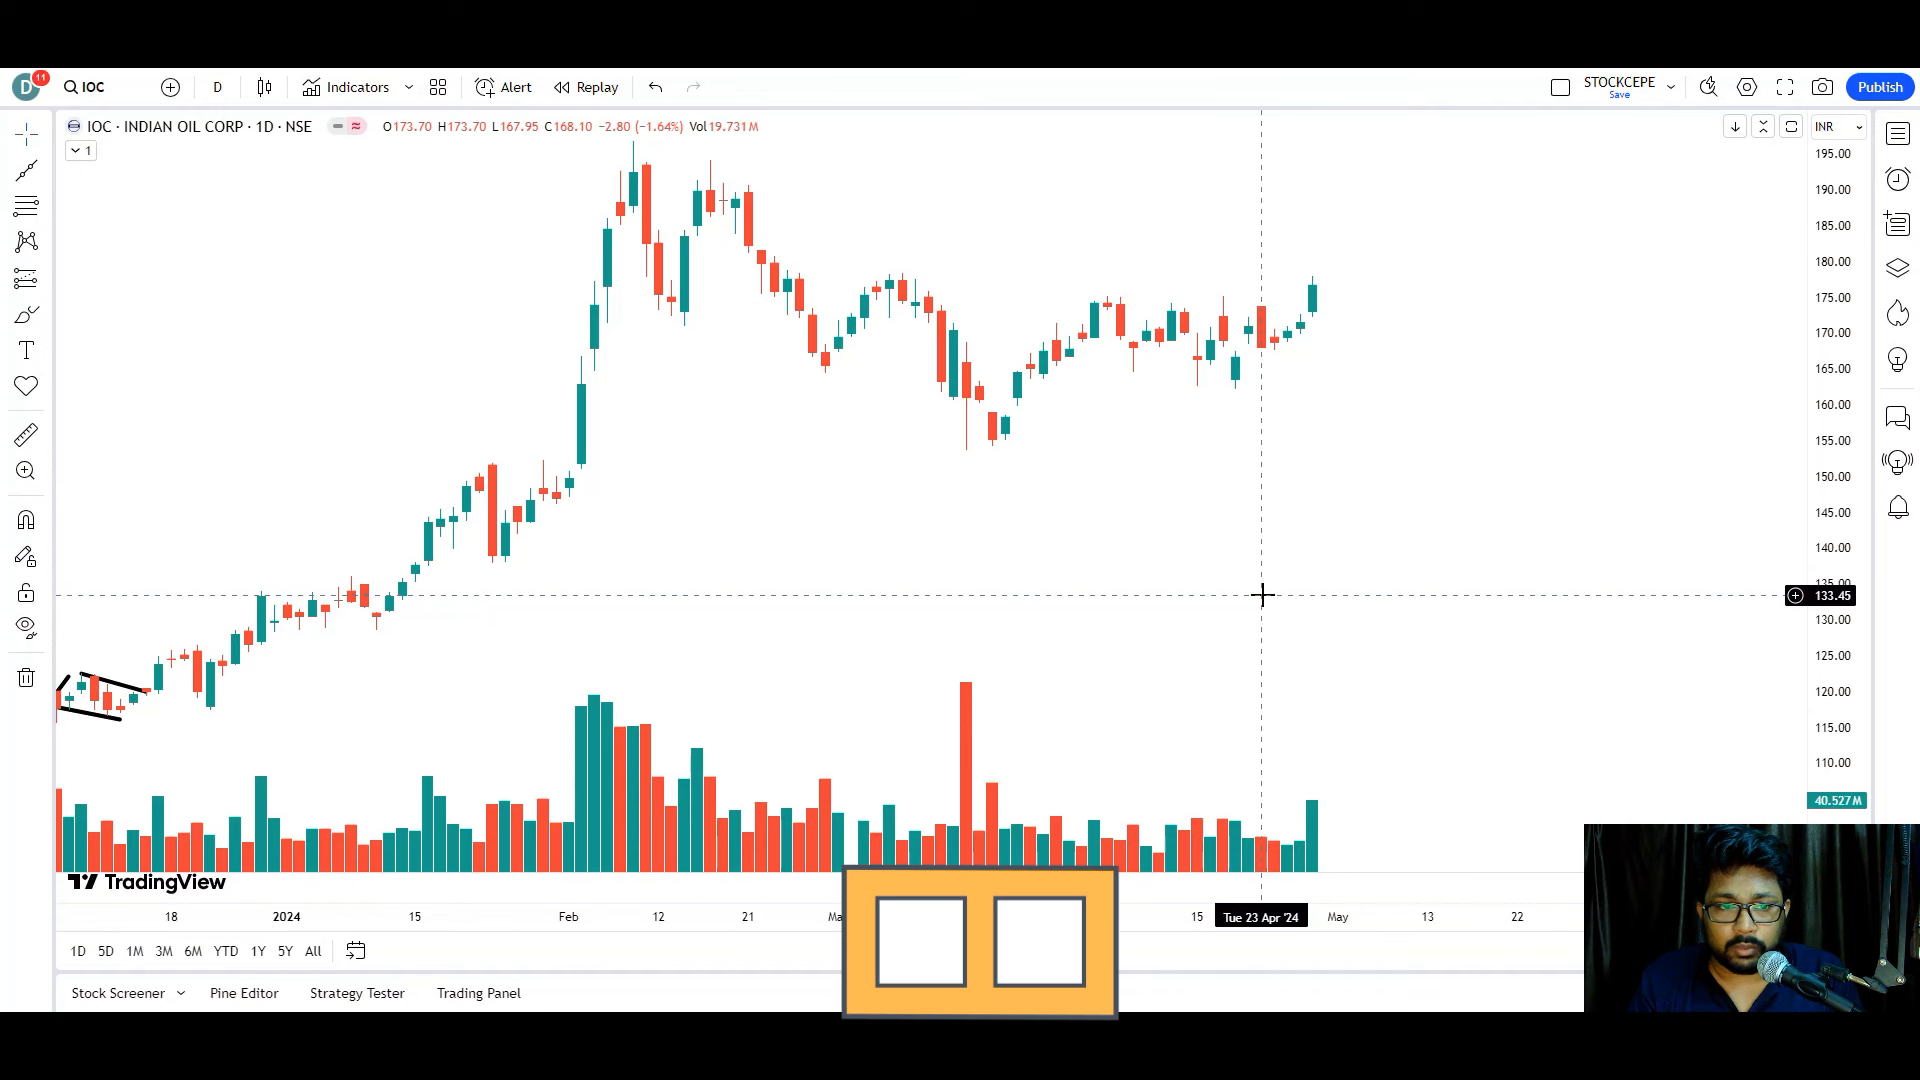 D 11 IOC D Indicators Alert Replay STOCKCEPE Save Publish
IOC · INDIAN OIL CORP · 1D · NSE O173.70 H173.70 L167.95 C168.10 −2.80 (−1.64%) Vol19.731M INR
1
195.00
190.00
185.00
180.00
175.00
170.00
165.00
160.00
155.00
150.00
145.00
140.00
135.00
133.45
130.00
125.00
120.00
115.00
110.00
40.527M
TradingView
18 2024 15 Feb 12 21 15 Tue 23 Apr '24 May 13 22
1D 5D 1M 3M 6M YTD 1Y 5Y All
Stock Screener Pine Editor Strategy Tester Trading Panel